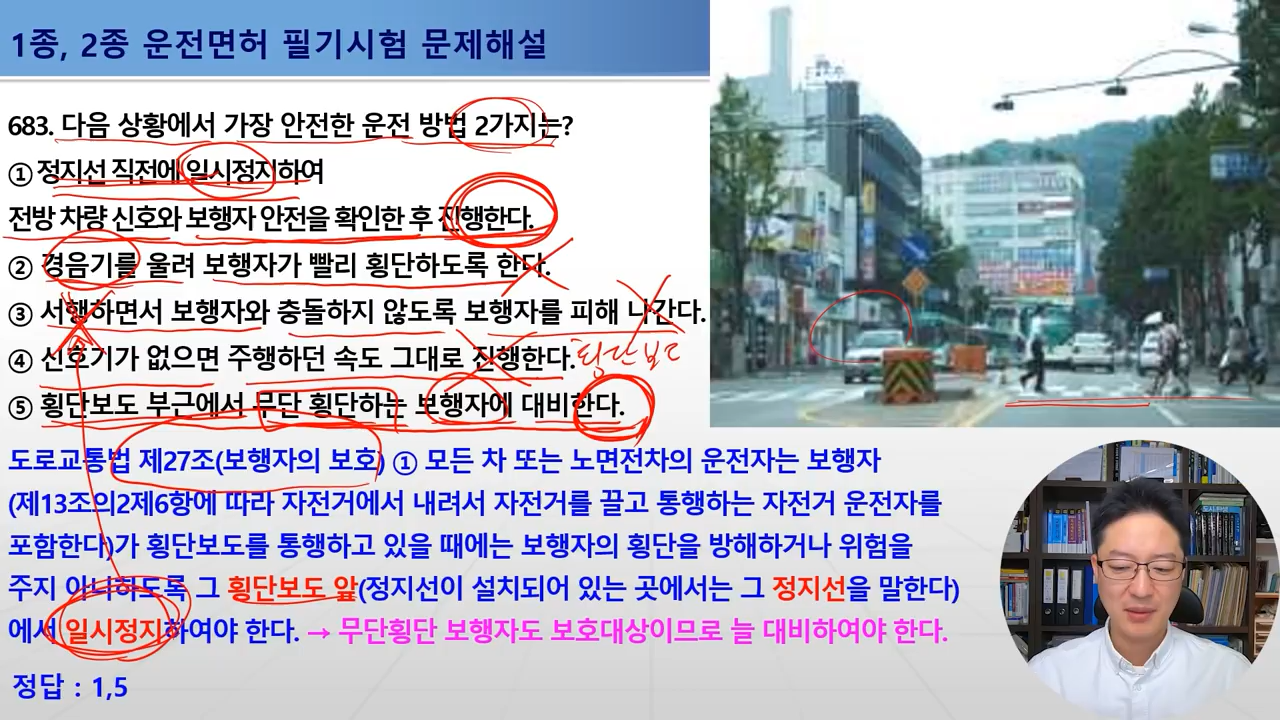 1종, 2종 운전면허 필기시험 문제해설
683. 다음 상황에서 가장 안전한 운전 방법 2가지는?
① 정지선 직전에 일시정지하여
전방 차량 신호와 보행자 안전을 확인한 후 진행한다.
② 경음기를 울려 보행자가 빨리 횡단하도록 한다.
③ 서행하면서 보행자와 충돌하지 않도록 보행자를 피해 나간다.
④ 신호기가 없으면 주행하던 속도 그대로 진행한다.
횡단보도
⑤ 횡단보도 부근에서 무단 횡단하는 보행자에 대비한다.
도로교통법 제27조(보행자의 보호) ① 모든 차 또는 노면전차의 운전자는 보행자
(제13조의2제6항에 따라 자전거에서 내려서 자전거를 끌고 통행하는 자전거 운전자를
포함한다)가 횡단보도를 통행하고 있을 때에는 보행자의 횡단을 방해하거나 위험을
주지 아니하도록 그 횡단보도 앞(정지선이 설치되어 있는 곳에서는 그 정지선을 말한다)
에서 일시정지하여야 한다. → 무단횡단 보행자도 보호대상이므로 늘 대비하여야 한다.
정답 : 1,5